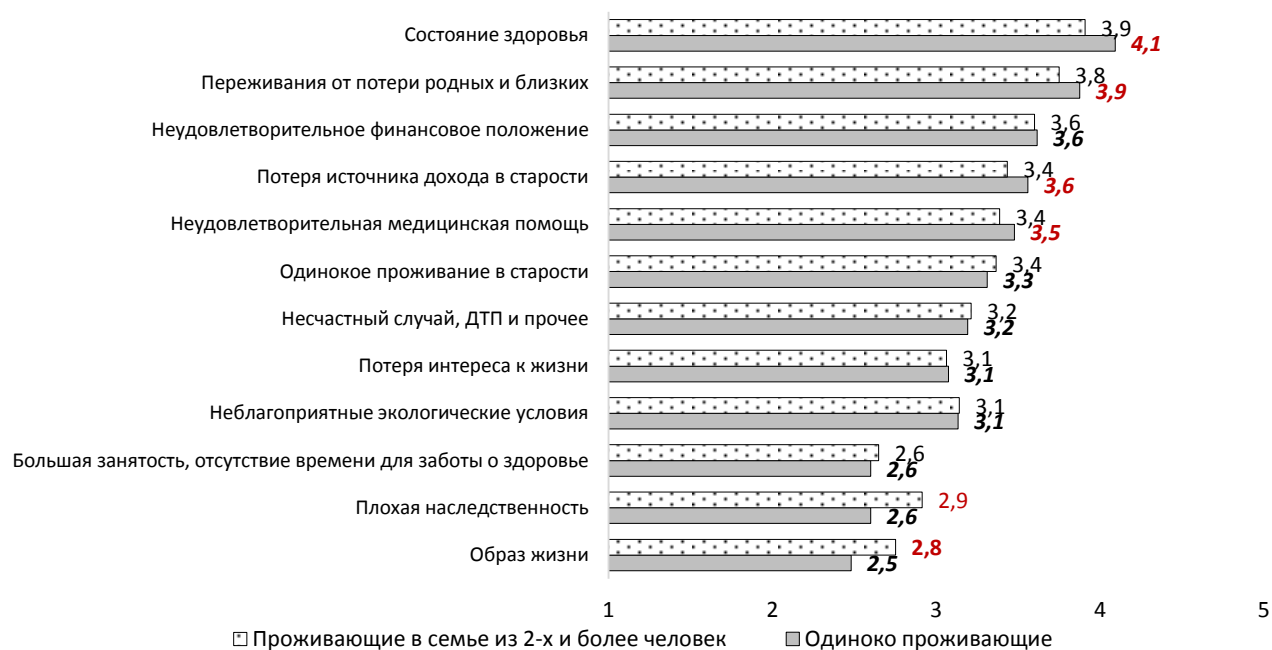 Состояние здоровья
3,9
4,1
Переживания от потери родных и близких
3,8
3,9
Неудовлетворительное финансовое положение
3,6
3,6
Потеря источника дохода в старости
3,4
3,6
Неудовлетворительная медицинская помощь
3,4
3,5
Одинокое проживание в старости
3,4
3,3
Несчастный случай, ДТП и прочее
3,2
3,2
Потеря интереса к жизни
3,1
3,1
Неблагоприятные экологические условия
3,1
3,1
Большая занятость, отсутствие времени для заботы о здоровье
2,6
2,6
Плохая наследственность
2,9
2,6
Образ жизни
2,8
2,5
1 2 3 4 5
Проживающие в семье из 2-х и более человек Одиноко проживающие